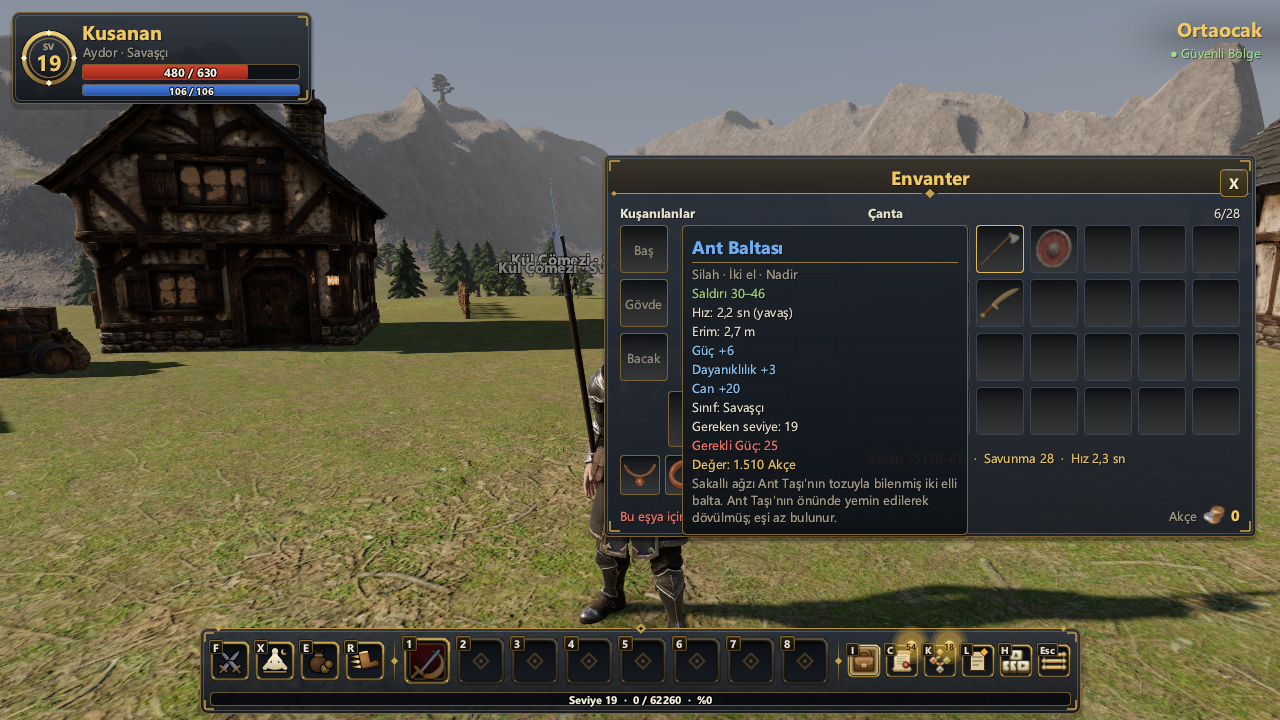 SV
19
Kusanan
Aydor · Savaşçı
480 / 630
106 / 106
Ortaocak
Güvenli Bölge
Kül Çömezi · S
Envanter
X
Kuşanılanlar
Çanta
6/28
Baş
Gövde
Bacak
Ant Baltası
Silah · İki el · Nadir
Saldırı 30–46
Hız: 2,2 sn (yavaş)
Erim: 2,7 m
Güç +6
Dayanıklılık +3
Can +20
Sınıf: Savaşçı
Gereken seviye: 19
Gerekli Güç: 25
Değer: 1.510 Akçe
Sakallı ağzı Ant Taşı'nın tozuyla bilenmiş iki elli
balta. Ant Taşı'nın önünde yemin edilerek
dövülmüş; eşi az bulunur.
· Savunma 28 · Hız 2,3 sn
Bu eşya için
Akçe 0
F X E R 1 2 3 4 5 6 7 8 I C 54 K 18 L H Esc
Seviye 19 · 0 / 62260 · %0